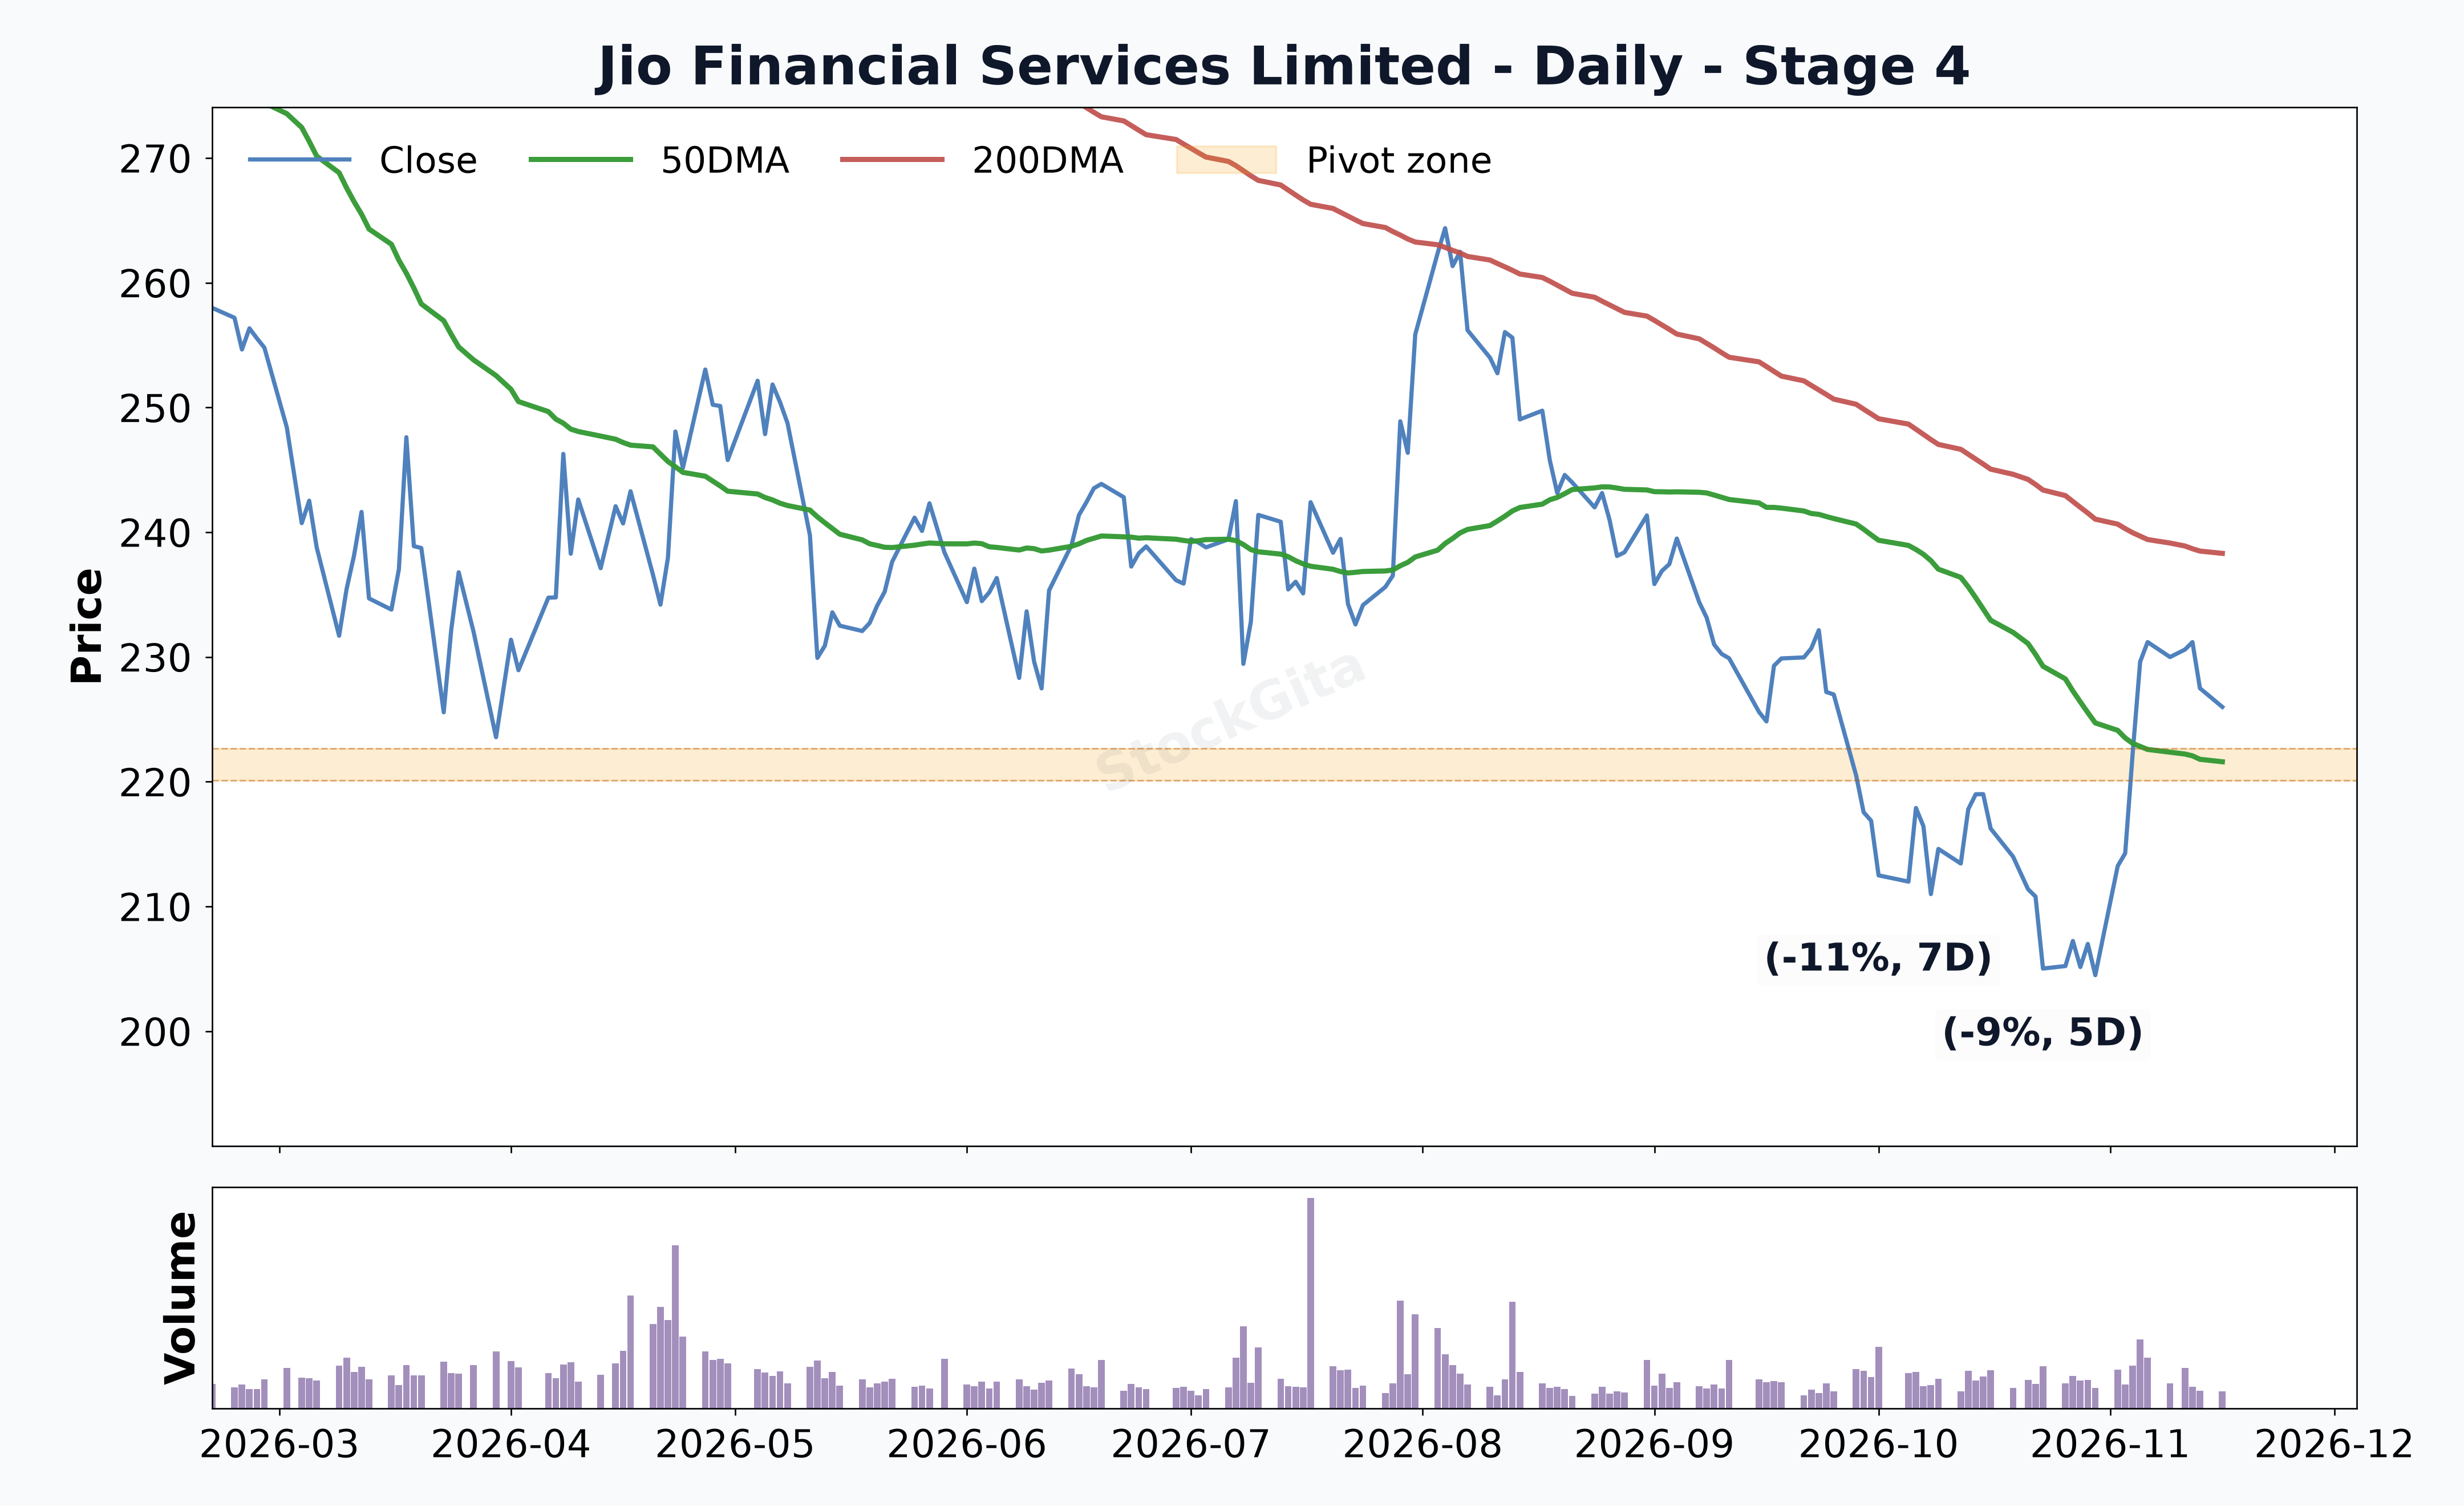 Jio Financial Services Limited - Daily - Stage 4
Close 50DMA 200DMA Pivot zone
Price
270
260
250
240
230
220
210
200
StockGita
(-11%, 7D)
(-9%, 5D)
Volume
2026-03 2026-04 2026-05 2026-06 2026-07 2026-08 2026-09 2026-10 2026-11 2026-12